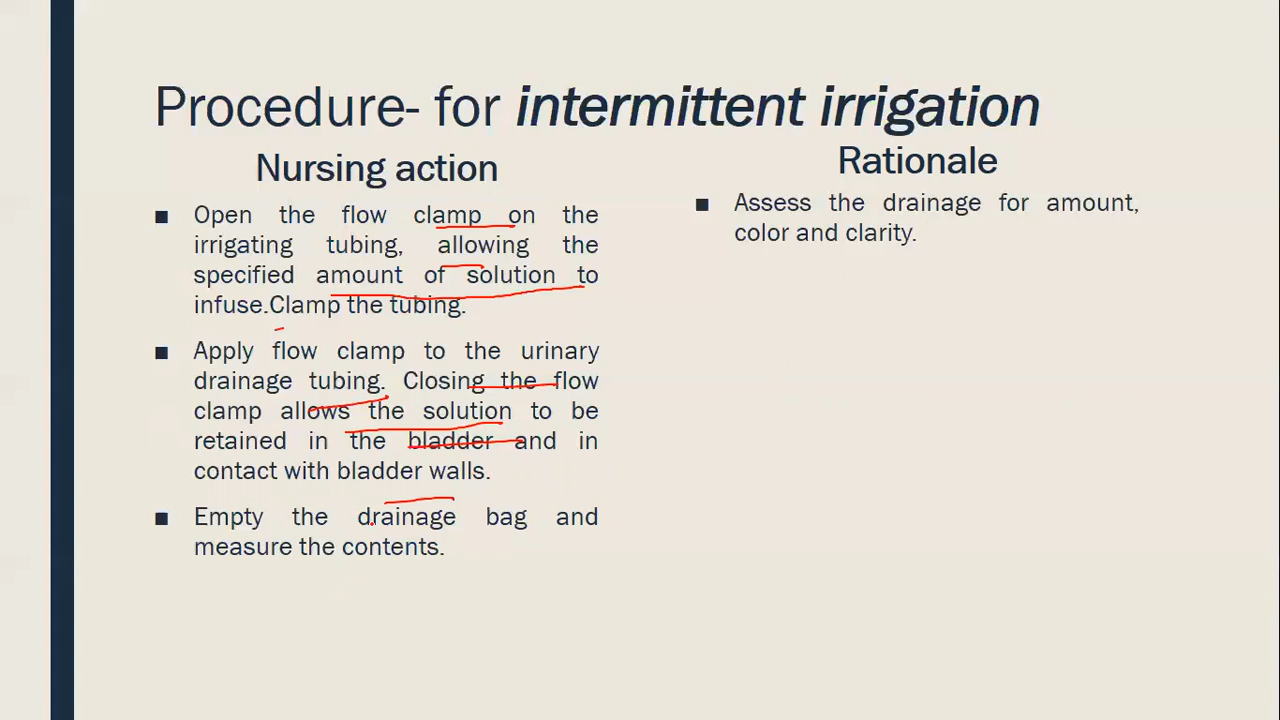 Procedure- for intermittent irrigation
Nursing action
■ Open the flow clamp on the
irrigating tubing, allowing the
specified amount of solution to
infuse.Clamp the tubing.
■ Apply flow clamp to the urinary
drainage tubing. Closing the flow
clamp allows the solution to be
retained in the bladder and in
contact with bladder walls.
■ Empty the drainage bag and
measure the contents.
Rationale
■ Assess the drainage for amount,
color and clarity.